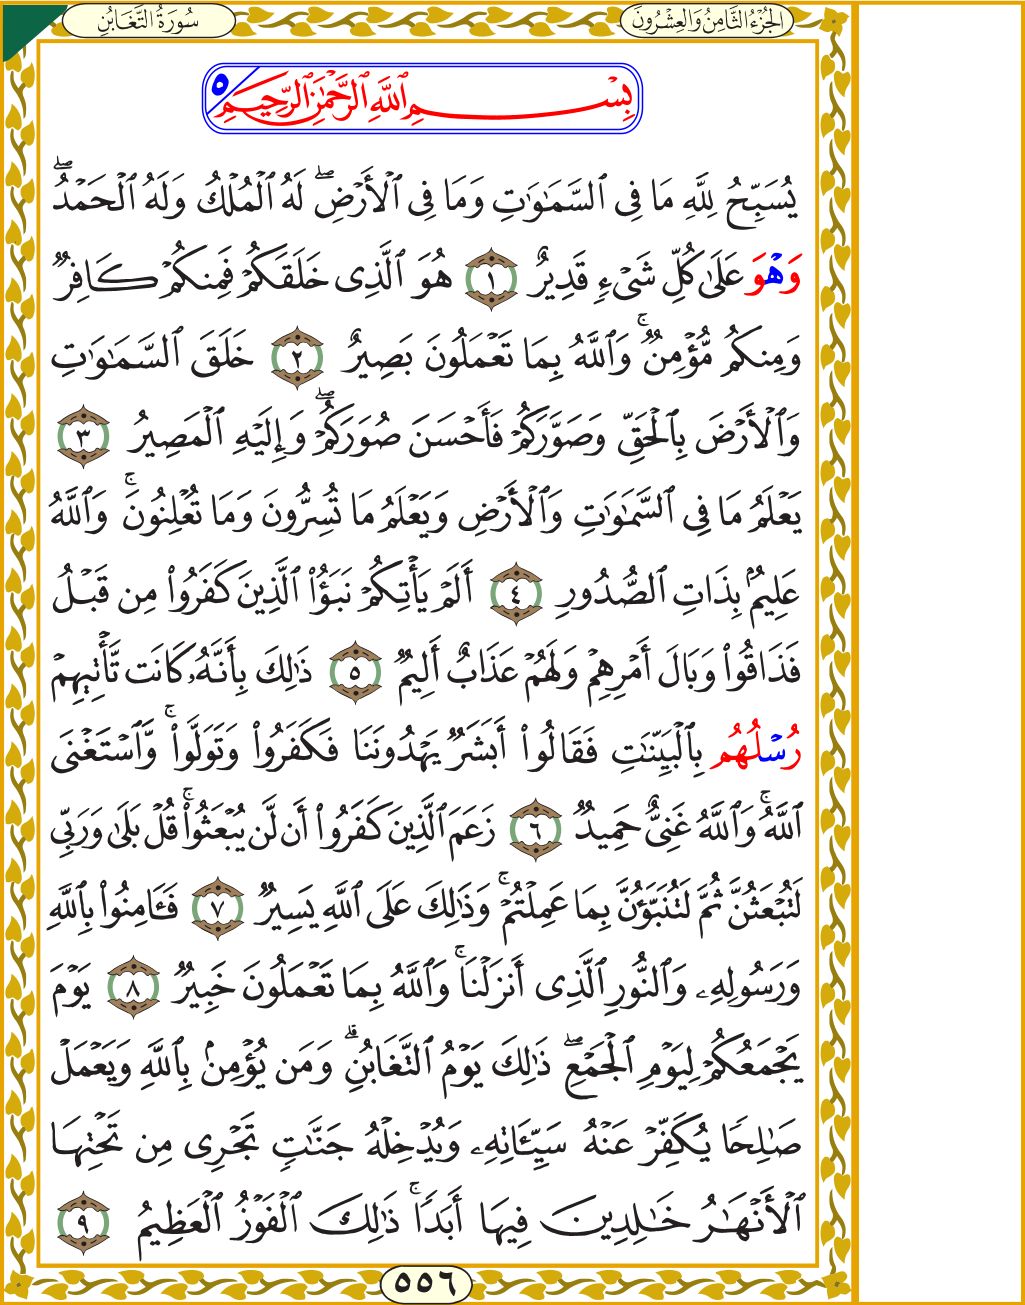 الجُزْءُ الثَّامِنُ وَالعِشْرُونَ
سُورَةُ التَّغَابُنِ
بِسْمِ ٱللَّهِ ٱلرَّحْمَٰنِ ٱلرَّحِيمِ ٥
يُسَبِّحُ لِلَّهِ مَا فِى ٱلسَّمَٰوَٰتِ وَمَا فِى ٱلْأَرْضِ ۖ لَهُ ٱلْمُلْكُ وَلَهُ ٱلْحَمْدُ ۖ
وَهْوَ عَلَىٰ كُلِّ شَىْءٍ قَدِيرٌ ١ هُوَ ٱلَّذِى خَلَقَكُمْ فَمِنكُمْ كَافِرٌ
وَمِنكُم مُّؤْمِنٌ ۚ وَٱللَّهُ بِمَا تَعْمَلُونَ بَصِيرٌ ٢ خَلَقَ ٱلسَّمَٰوَٰتِ
وَٱلْأَرْضَ بِٱلْحَقِّ وَصَوَّرَكُمْ فَأَحْسَنَ صُوَرَكُمْ ۖ وَإِلَيْهِ ٱلْمَصِيرُ ٣
يَعْلَمُ مَا فِى ٱلسَّمَٰوَٰتِ وَٱلْأَرْضِ وَيَعْلَمُ مَا تُسِرُّونَ وَمَا تُعْلِنُونَ ۚ وَٱللَّهُ
عَلِيمٌۢ بِذَاتِ ٱلصُّدُورِ ٤ أَلَمْ يَأْتِكُمْ نَبَؤُا۟ ٱلَّذِينَ كَفَرُوا۟ مِن قَبْلُ
فَذَاقُوا۟ وَبَالَ أَمْرِهِمْ وَلَهُمْ عَذَابٌ أَلِيمٌ ٥ ذَٰلِكَ بِأَنَّهُۥ كَانَت تَّأْتِيهِمْ
رُسْلُهُم بِٱلْبَيِّنَٰتِ فَقَالُوا۟ أَبَشَرٌ يَهْدُونَنَا فَكَفَرُوا۟ وَتَوَلَّوا۟ ۚ وَّٱسْتَغْنَى
ٱللَّهُ ۚ وَٱللَّهُ غَنِىٌّ حَمِيدٌ ٦ زَعَمَ ٱلَّذِينَ كَفَرُوا۟ أَن لَّن يُبْعَثُوا۟ ۚ قُلْ بَلَىٰ وَرَبِّى
لَتُبْعَثُنَّ ثُمَّ لَتُنَبَّؤُنَّ بِمَا عَمِلْتُمْ ۚ وَذَٰلِكَ عَلَى ٱللَّهِ يَسِيرٌ ٧ فَـَٔامِنُوا۟ بِٱللَّهِ
وَرَسُولِهِۦ وَٱلنُّورِ ٱلَّذِى أَنزَلْنَا ۚ وَٱللَّهُ بِمَا تَعْمَلُونَ خَبِيرٌ ٨ يَوْمَ
يَجْمَعُكُمْ لِيَوْمِ ٱلْجَمْعِ ۖ ذَٰلِكَ يَوْمُ ٱلتَّغَابُنِ ۗ وَمَن يُؤْمِنۢ بِٱللَّهِ وَيَعْمَلْ
صَٰلِحًا يُكَفِّرْ عَنْهُ سَيِّـَٔاتِهِۦ وَيُدْخِلْهُ جَنَّٰتٍ تَجْرِى مِن تَحْتِهَا
ٱلْأَنْهَٰرُ خَٰلِدِينَ فِيهَا أَبَدًا ۚ ذَٰلِكَ ٱلْفَوْزُ ٱلْعَظِيمُ ٩
٥٥٦